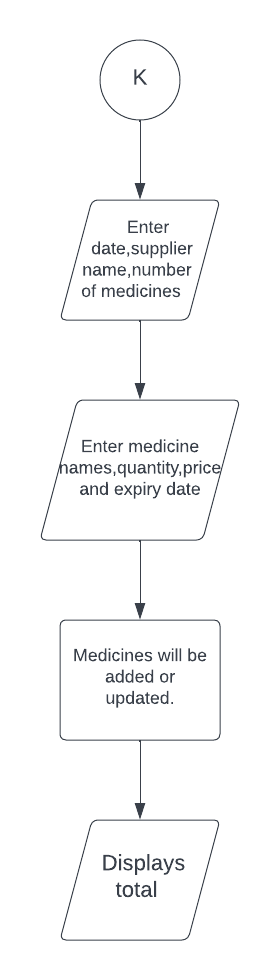 K
Enter
date,supplier
name,number
of medicines
Enter medicine
names,quantity,price
and expiry date
Medicines will be
added or
updated.
Displays
total